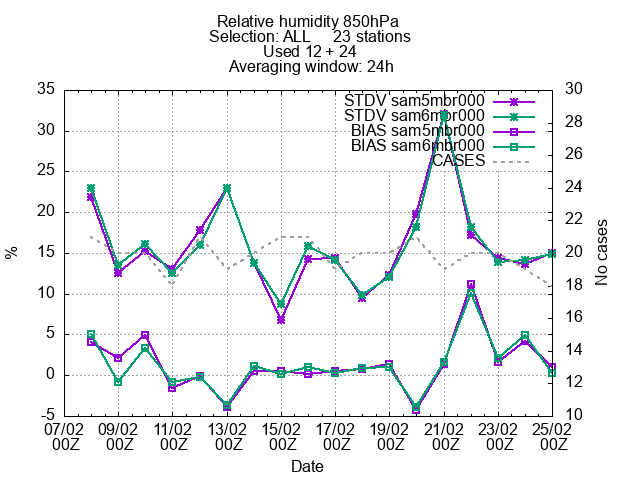 Relative humidity 850hPa
Selection: ALL 23 stations
Used 12 + 24
Averaging window: 24h
35 30
STDV sam5mbr000
30 28
STDV sam6mbr000
BIAS sam5mbr000
26
BIAS sam6mbr000
25
CASES
24
20 22
% 15 20 No cases
18
10
16
5
14
0
12
-5 10
07/02 09/02 11/02 13/02 15/02 17/02 19/02 21/02 23/02 25/02
00Z 00Z 00Z 00Z 00Z 00Z 00Z 00Z 00Z 00Z
Date